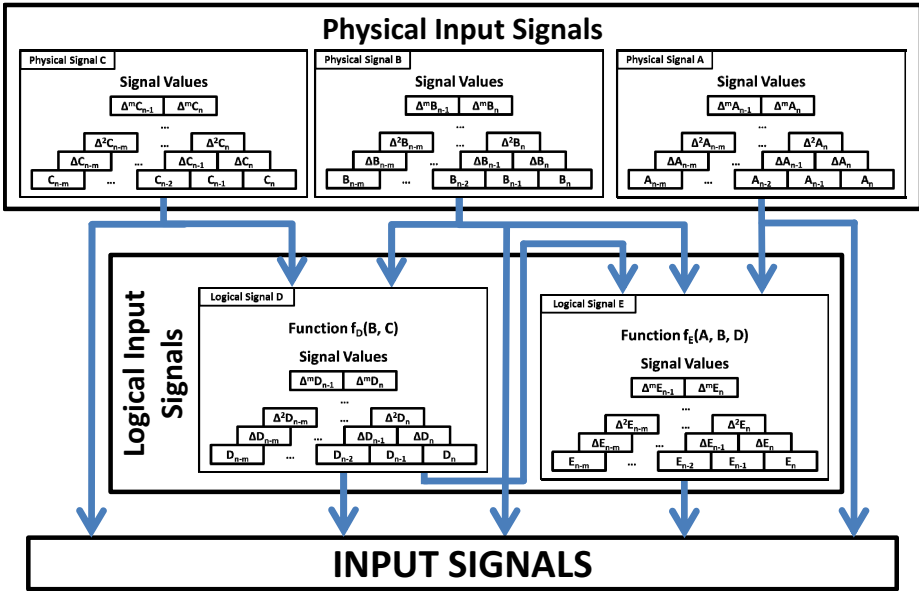 Physical Input Signals
Physical Signal C
Signal Values
ΔᵐCₙ₋₁ ΔᵐCₙ
...
Δ²Cₙ₋ₘ ... Δ²Cₙ
ΔCₙ₋ₘ ... ΔCₙ₋₁ ΔCₙ
Cₙ₋ₘ ... Cₙ₋₂ Cₙ₋₁ Cₙ
Physical Signal B
Signal Values
ΔᵐBₙ₋₁ ΔᵐBₙ
...
Δ²Bₙ₋ₘ ... Δ²Bₙ
ΔBₙ₋ₘ ... ΔBₙ₋₁ ΔBₙ
Bₙ₋ₘ ... Bₙ₋₂ Bₙ₋₁ Bₙ
Physical Signal A
Signal Values
ΔᵐAₙ₋₁ ΔᵐAₙ
...
Δ²Aₙ₋ₘ ... Δ²Aₙ
ΔAₙ₋ₘ ... ΔAₙ₋₁ ΔAₙ
Aₙ₋ₘ ... Aₙ₋₂ Aₙ₋₁ Aₙ
Logical Input
Signals
Logical Signal D
Function f_D(B, C)
Signal Values
ΔᵐDₙ₋₁ ΔᵐDₙ
...
Δ²Dₙ₋ₘ ... Δ²Dₙ
ΔDₙ₋ₘ ... ΔDₙ₋₁ ΔDₙ
Dₙ₋ₘ ... Dₙ₋₂ Dₙ₋₁ Dₙ
Logical Signal E
Function f_E(A, B, D)
Signal Values
ΔᵐEₙ₋₁ ΔᵐEₙ
...
Δ²Eₙ₋ₘ ... Δ²Eₙ
ΔEₙ₋ₘ ... ΔEₙ₋₁ ΔEₙ
Eₙ₋ₘ ... Eₙ₋₂ Eₙ₋₁ Eₙ
INPUT SIGNALS